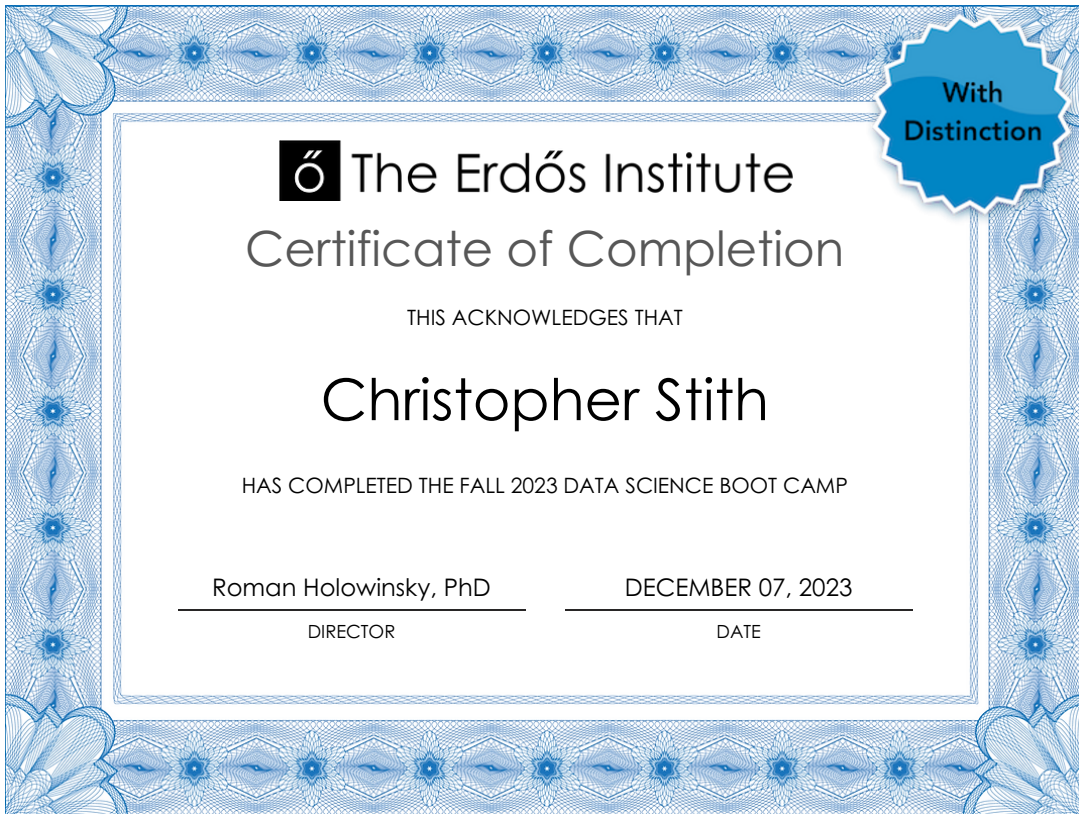 With
Distinction
ő The Erdős Institute
Certificate of Completion
THIS ACKNOWLEDGES THAT
Christopher Stith
HAS COMPLETED THE FALL 2023 DATA SCIENCE BOOT CAMP
Roman Holowinsky, PhD
DIRECTOR
DECEMBER 07, 2023
DATE